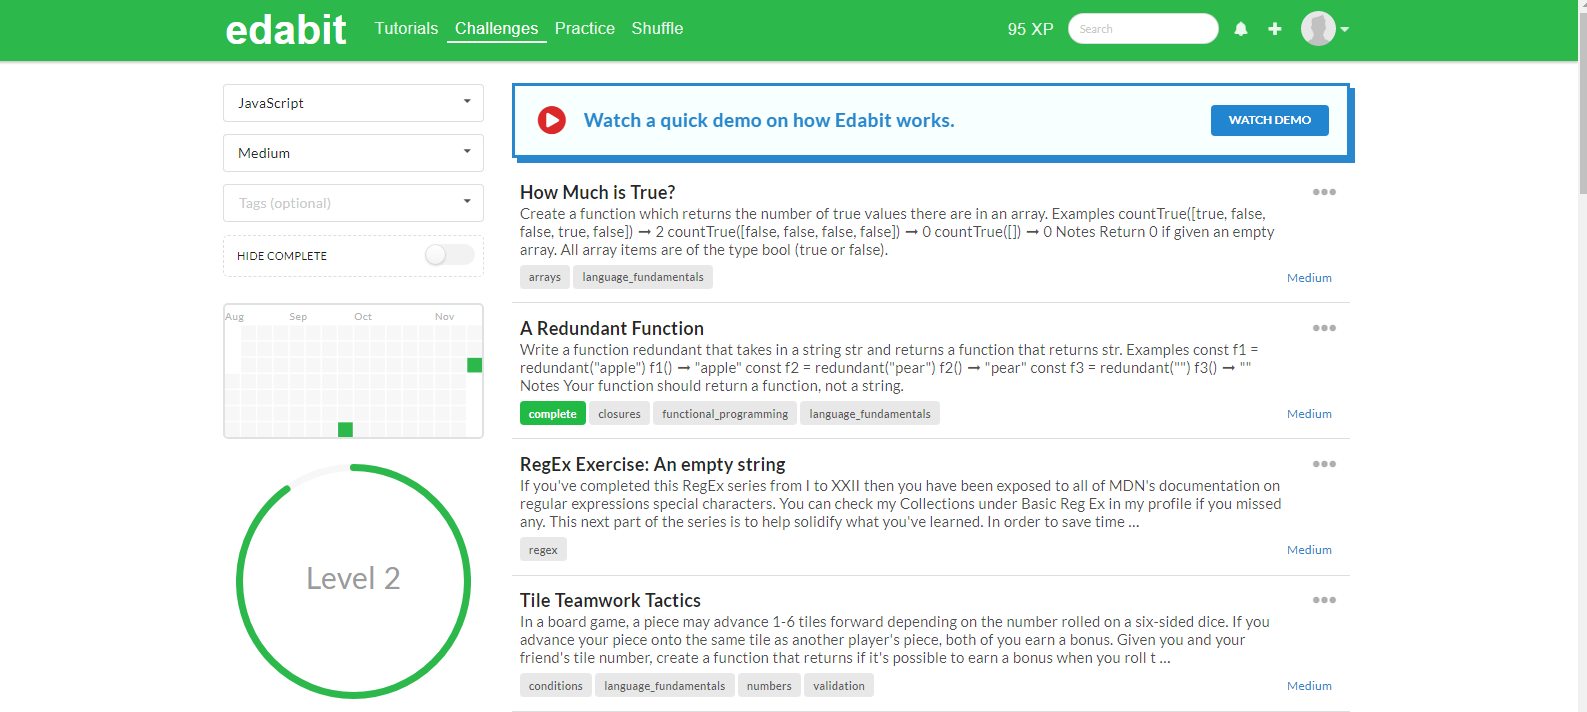 edabit Tutorials Challenges Practice Shuffle 95 XP Search
JavaScript
Medium
Tags (optional)
HIDE COMPLETE
Aug Sep Oct Nov
Level 2
Watch a quick demo on how Edabit works. WATCH DEMO
How Much is True?
Create a function which returns the number of true values there are in an array. Examples countTrue([true, false,
false, true, false]) ➞ 2 countTrue([false, false, false, false]) ➞ 0 countTrue([]) ➞ 0 Notes Return 0 if given an empty
array. All array items are of the type bool (true or false).
arrays language_fundamentals Medium
A Redundant Function
Write a function redundant that takes in a string str and returns a function that returns str. Examples const f1 =
redundant("apple") f1() ➞ "apple" const f2 = redundant("pear") f2() ➞ "pear" const f3 = redundant("") f3() ➞ ""
Notes Your function should return a function, not a string.
complete closures functional_programming language_fundamentals Medium
RegEx Exercise: An empty string
If you've completed this RegEx series from I to XXII then you have been exposed to all of MDN's documentation on
regular expressions special characters. You can check my Collections under Basic Reg Ex in my profile if you missed
any. This next part of the series is to help solidify what you've learned. In order to save time ...
regex Medium
Tile Teamwork Tactics
In a board game, a piece may advance 1-6 tiles forward depending on the number rolled on a six-sided dice. If you
advance your piece onto the same tile as another player's piece, both of you earn a bonus. Given you and your
friend's tile number, create a function that returns if it's possible to earn a bonus when you roll t ...
conditions language_fundamentals numbers validation Medium